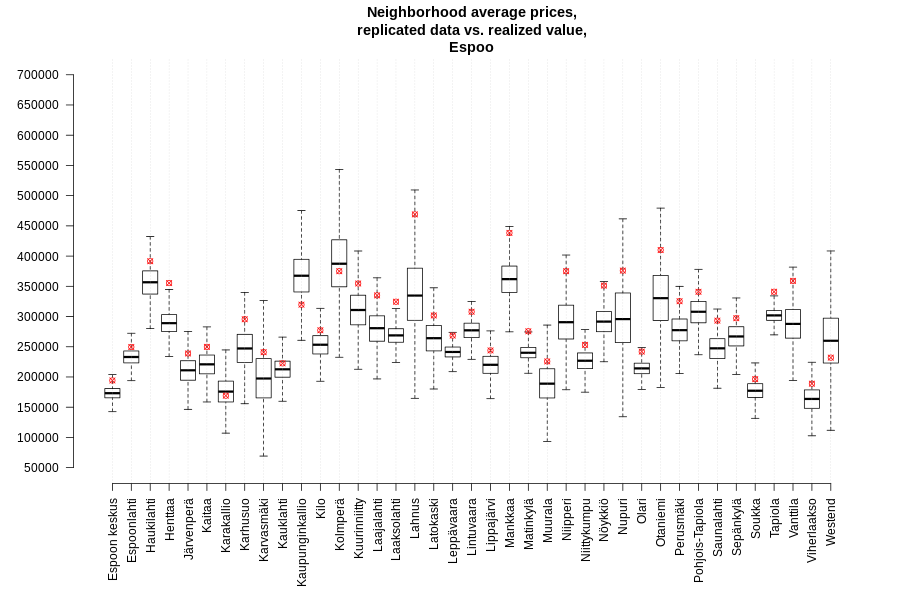 Neighborhood average prices,
replicated data vs. realized value,
Espoo
700000
650000
600000
550000
500000
450000
400000
350000
300000
250000
200000
150000
100000
50000
Espoon keskus
Espoonlahti
Haukilahti
Henttaa
Järvenperä
Kaitaa
Karakallio
Karhusuo
Karvasmäki
Kauklahti
Kaupunginkallio
Kilo
Kolmperä
Kuurinniitty
Laajalahti
Laaksolahti
Lahnus
Latokaski
Leppävaara
Lintuvaara
Lippajärvi
Mankkaa
Matinkylä
Muurala
Niipperi
Niittykumpu
Nöykkiö
Nupuri
Olari
Otaniemi
Perusmäki
Pohjois-Tapiola
Saunalahti
Sepänkylä
Soukka
Tapiola
Vanttila
Viherlaakso
Westend